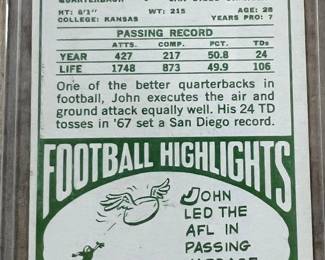 QUARTERBACK
HT: 6'1" WT: 215 AGE: 28
COLLEGE: KANSAS YEARS PRO: 7
PASSING RECORD
ATTS. COMP. PCT. TDs
YEAR 427 217 50.8 24
LIFE 1748 873 49.9 106
One of the better quarterbacks in
football, John executes the air and
ground attack equally well. His 24 TD
tosses in '67 set a San Diego record.
FOOTBALL HIGHLIGHTS
JOHN
LED THE
AFL IN
PASSING